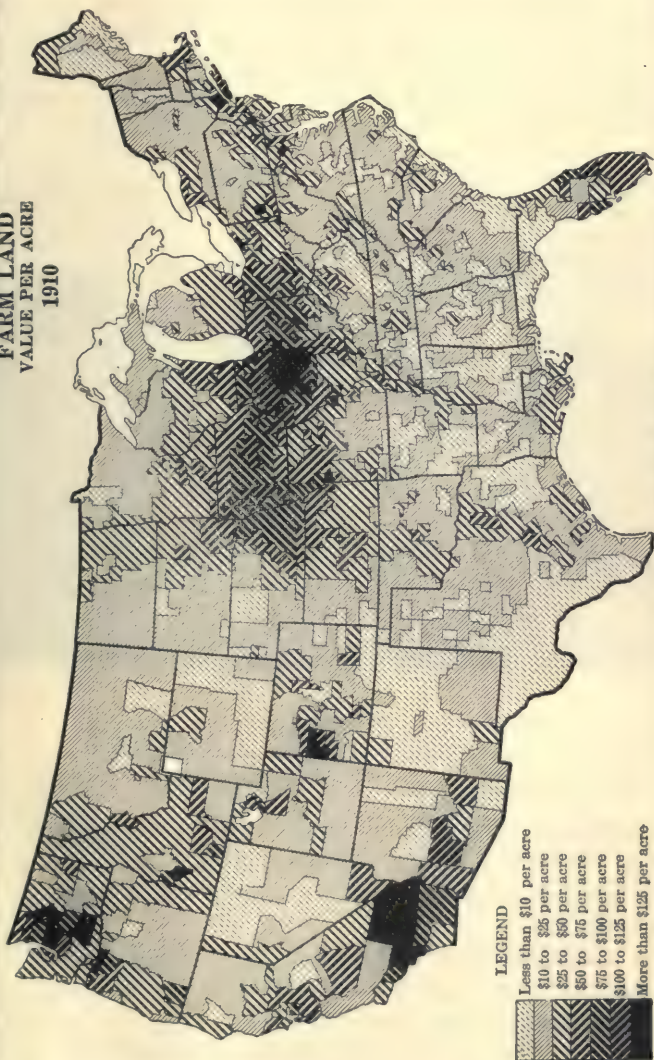 FARM LAND
VALUE PER ACRE
1910
LEGEND
Less than $10 per acre
$10 to $25 per acre
$25 to $50 per acre
$50 to $75 per acre
$75 to $100 per acre
$100 to $125 per acre
More than $125 per acre